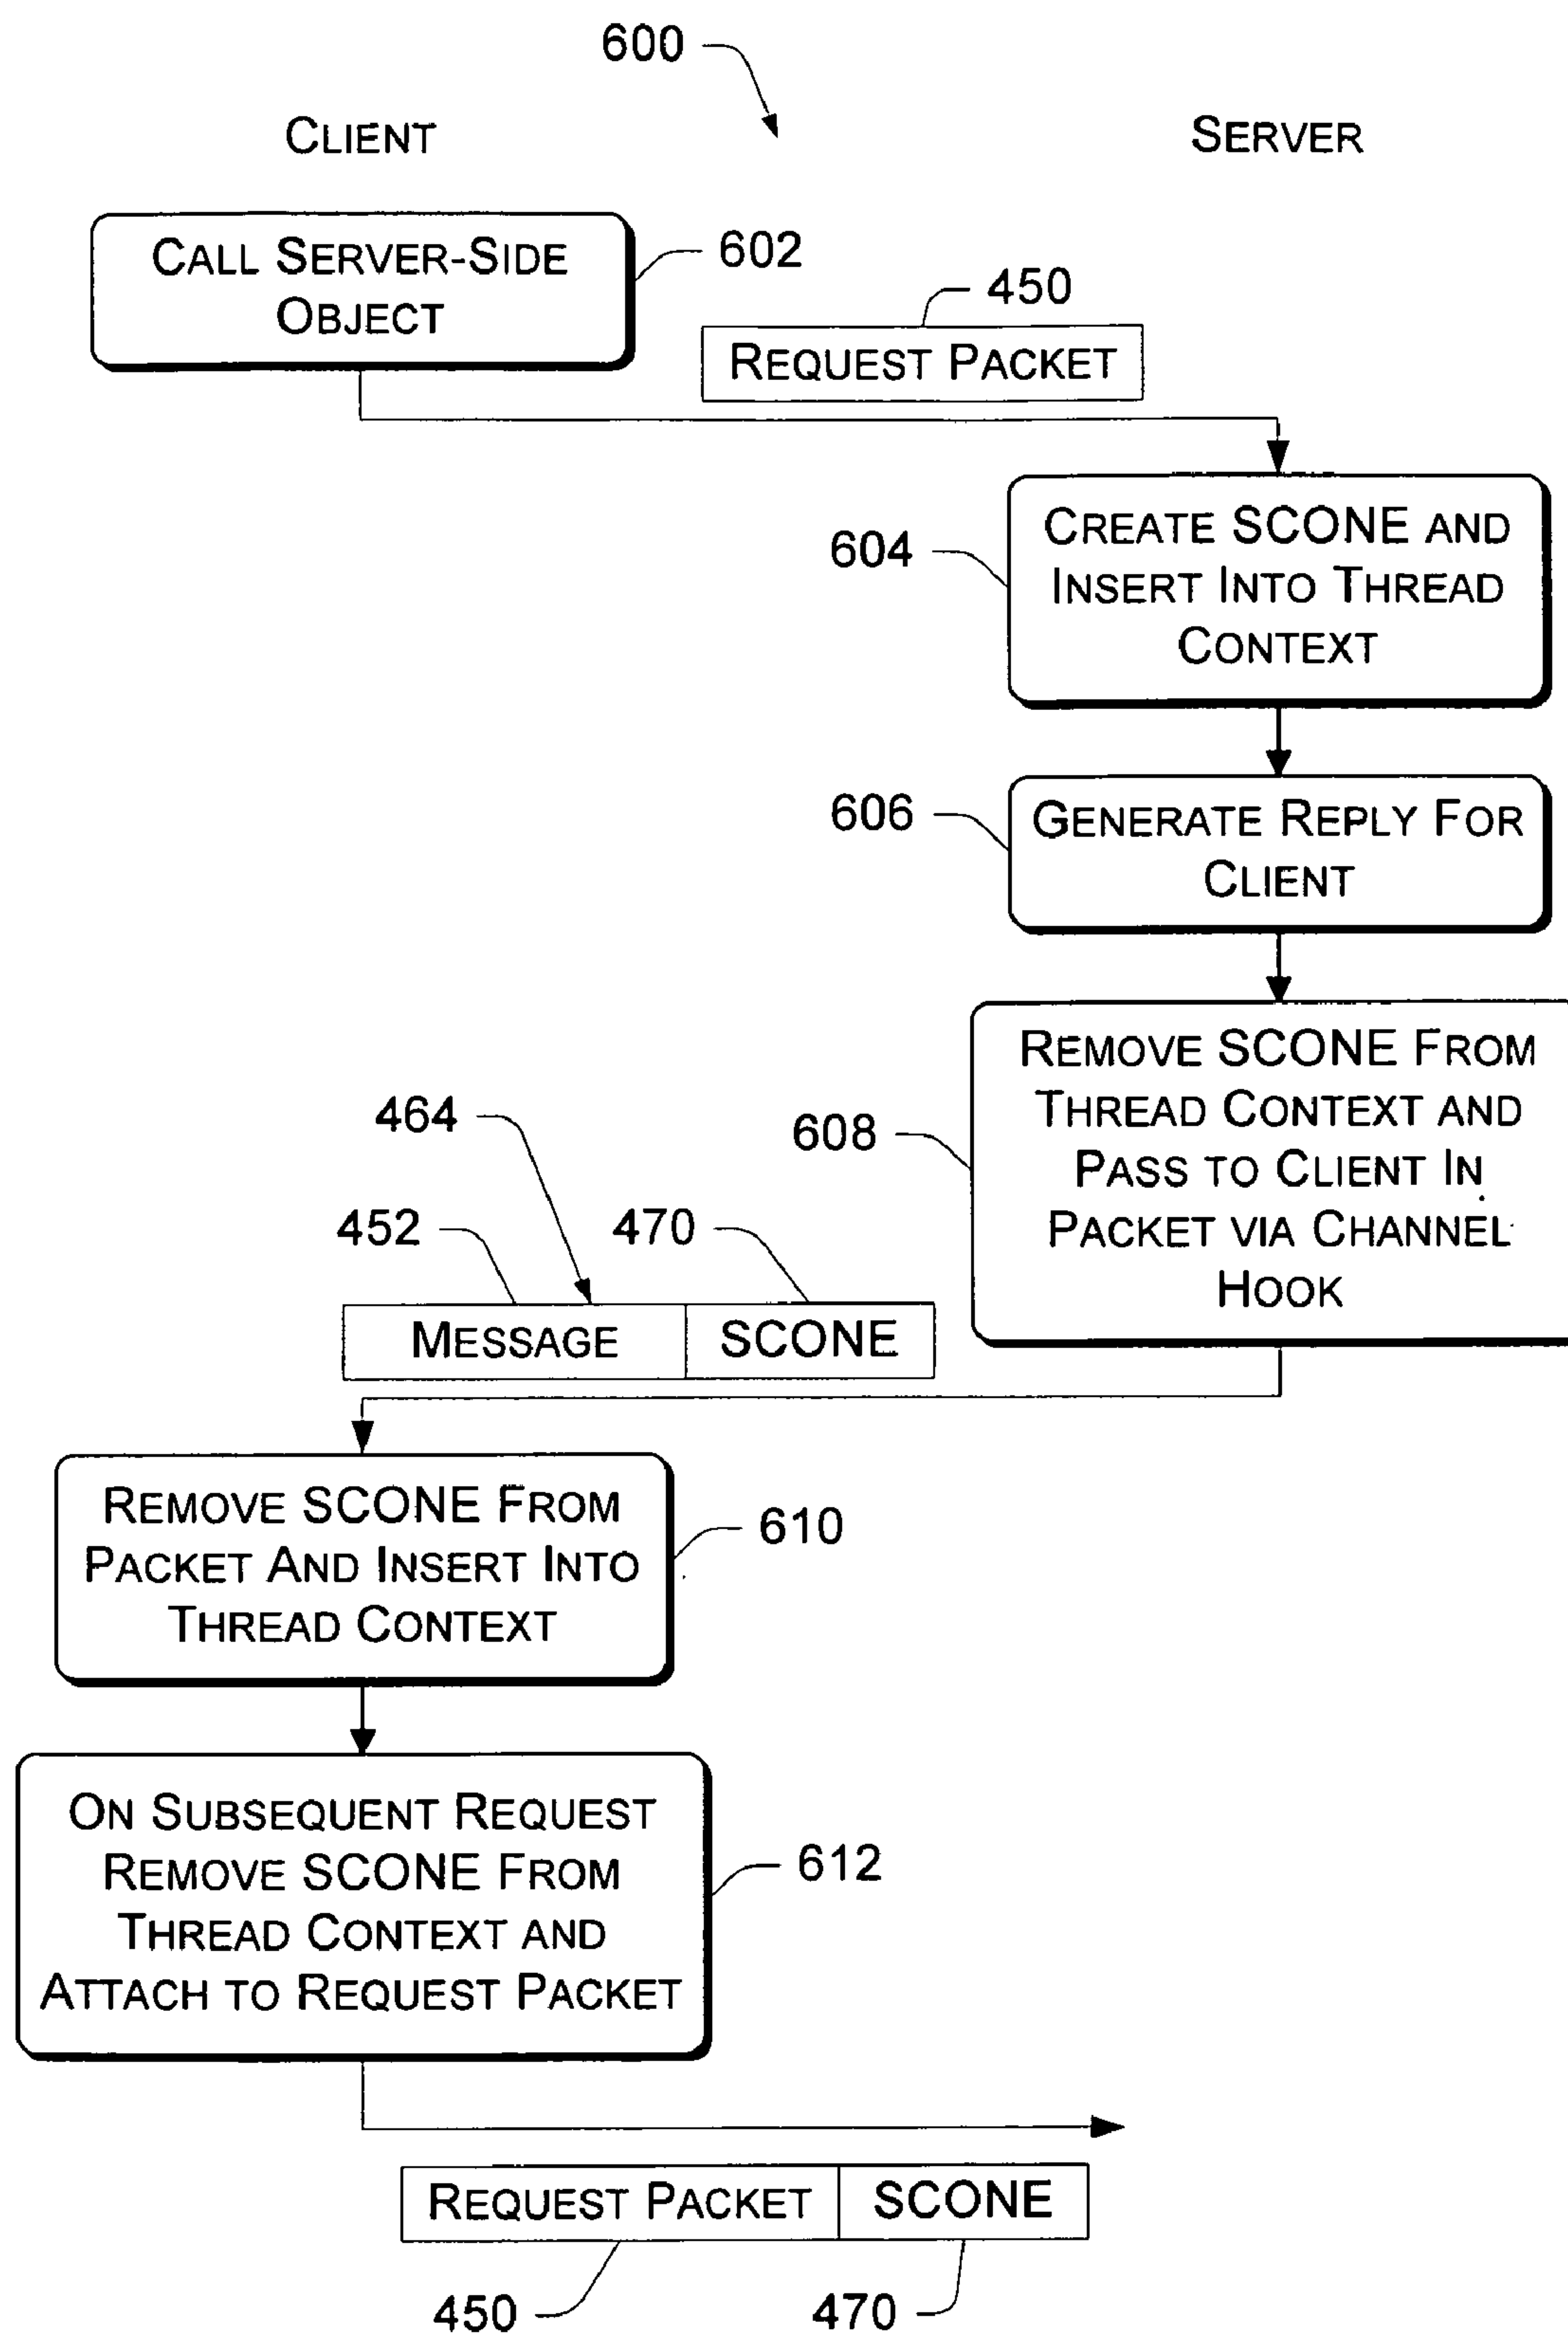 600
CLIENT
SERVER
CALL SERVER-SIDE
OBJECT
602
450
REQUEST PACKET
604
CREATE SCONE AND
INSERT INTO THREAD
CONTEXT
606
GENERATE REPLY FOR
CLIENT
608
REMOVE SCONE FROM
THREAD CONTEXT AND
PASS TO CLIENT IN
PACKET VIA CHANNEL
HOOK
464
452
470
MESSAGE
SCONE
REMOVE SCONE FROM
PACKET AND INSERT INTO
THREAD CONTEXT
610
ON SUBSEQUENT REQUEST
REMOVE SCONE FROM
THREAD CONTEXT AND
ATTACH TO REQUEST PACKET
612
REQUEST PACKET
SCONE
450
470